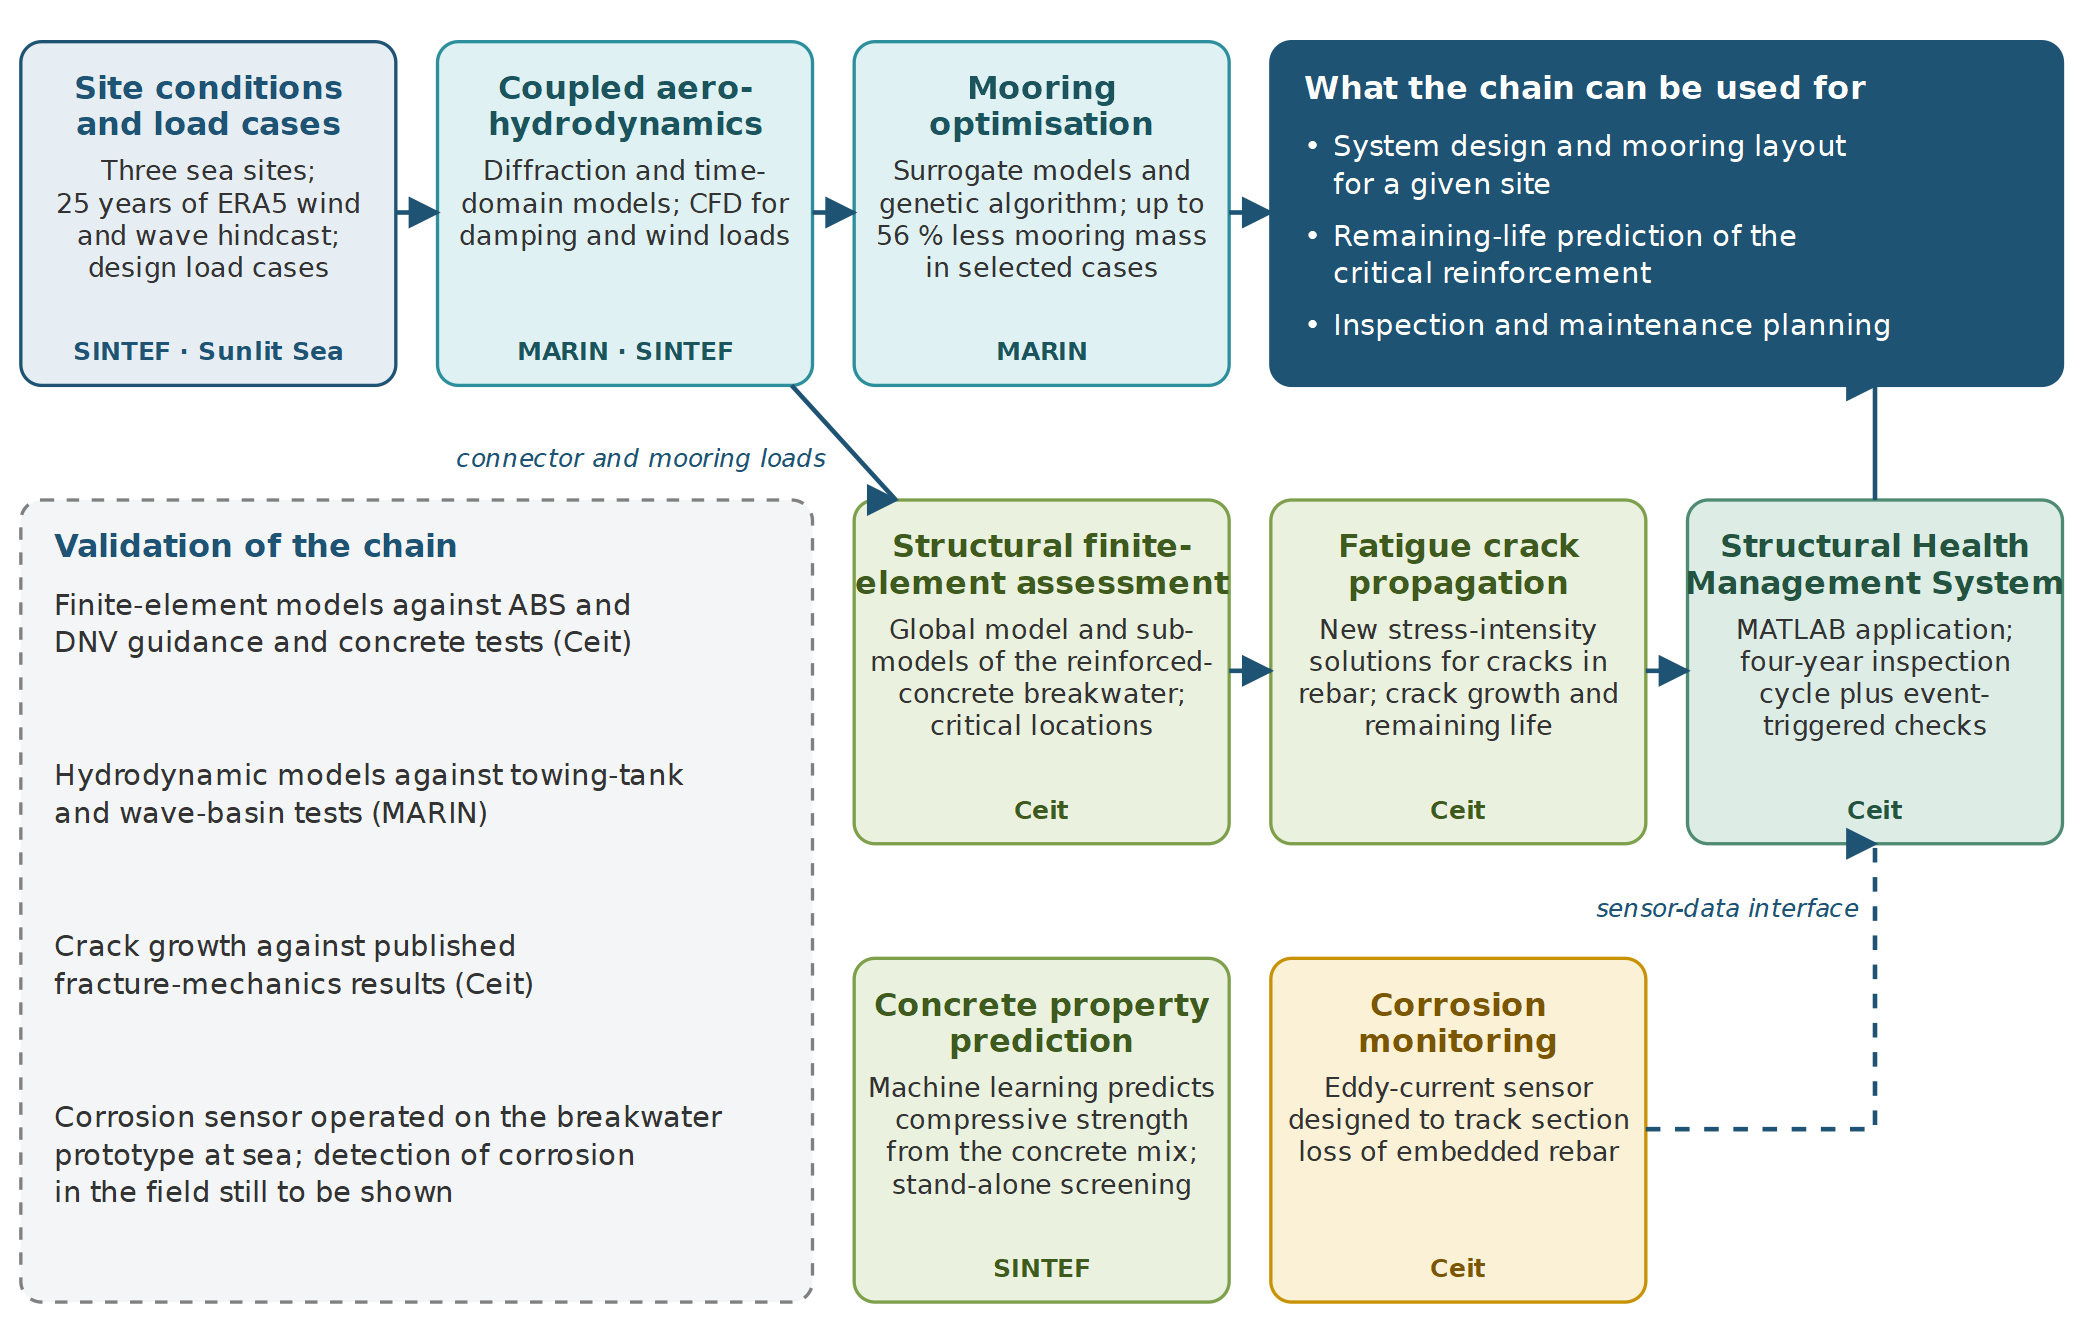 Site conditions
and load cases
Three sea sites;
25 years of ERA5 wind
and wave hindcast;
design load cases
SINTEF · Sunlit Sea
Coupled aero-
hydrodynamics
Diffraction and time-
domain models; CFD for
damping and wind loads
MARIN · SINTEF
Mooring
optimisation
Surrogate models and
genetic algorithm; up to
56 % less mooring mass
in selected cases
MARIN
What the chain can be used for
• System design and mooring layout
for a given site
• Remaining-life prediction of the
critical reinforcement
• Inspection and maintenance planning
connector and mooring loads
Validation of the chain
Finite-element models against ABS and
DNV guidance and concrete tests (Ceit)
Hydrodynamic models against towing-tank
and wave-basin tests (MARIN)
Crack growth against published
fracture-mechanics results (Ceit)
Corrosion sensor operated on the breakwater
prototype at sea; detection of corrosion
in the field still to be shown
Structural finite-
element assessment
Global model and sub-
models of the reinforced-
concrete breakwater;
critical locations
Ceit
Fatigue crack
propagation
New stress-intensity
solutions for cracks in
rebar; crack growth and
remaining life
Ceit
Structural Health
Management System
MATLAB application;
four-year inspection
cycle plus event-
triggered checks
Ceit
sensor-data interface
Concrete property
prediction
Machine learning predicts
compressive strength
from the concrete mix;
stand-alone screening
SINTEF
Corrosion
monitoring
Eddy-current sensor
designed to track section
loss of embedded rebar
Ceit